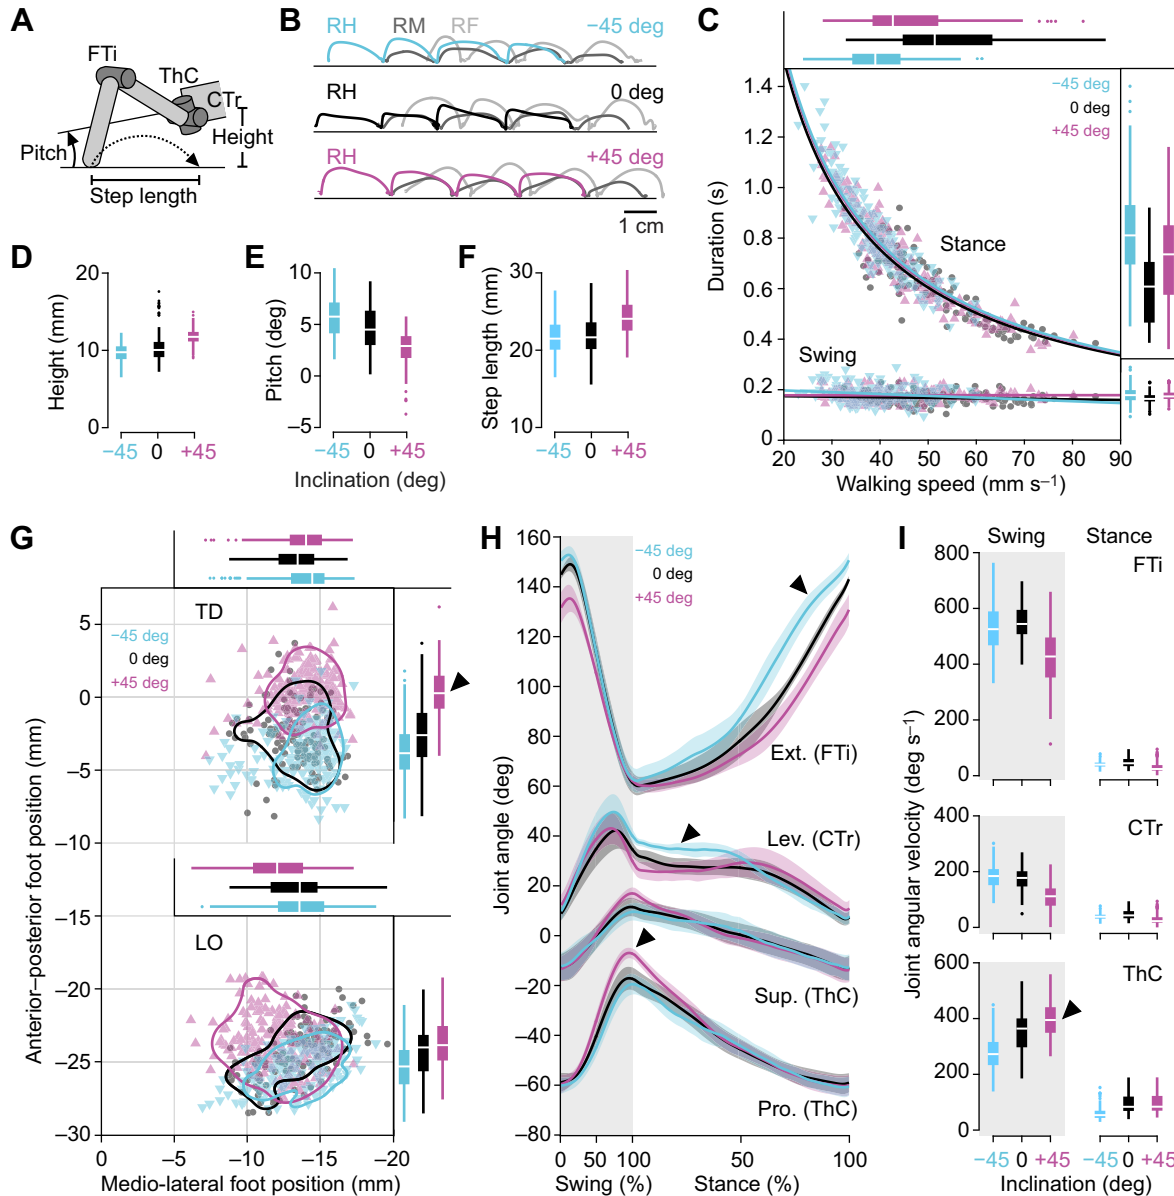 A
FTi
ThC
CTr
Height
Pitch
Step length
B
RH RM RF −45 deg
RH 0 deg
RH +45 deg
1 cm
C
−45 deg
0 deg
+45 deg
Stance
Swing
Duration (s)
1.4
1.2
1.0
0.8
0.6
0.4
0.2
0
20 30 40 50 60 70 80 90
Walking speed (mm s−1)
D
Height (mm)
20
10
0
−45 0 +45
E
Pitch (deg)
10
5
0
−5
−45 0 +45
Inclination (deg)
F
Step length (mm)
30
20
10
−45 0 +45
G
TD
−45 deg
0 deg
+45 deg
5
0
−5
−10
−15
LO
−20
−25
−30
Anterior–posterior foot position (mm)
0 −5 −10 −15 −20
Medio-lateral foot position (mm)
H
−45 deg
0 deg
+45 deg
160
140
120
100
80
60
40
20
0
−20
−40
−60
−80
Joint angle (deg)
Ext. (FTi)
Lev. (CTr)
Sup. (ThC)
Pro. (ThC)
0 50 100 50 100
Swing (%) Stance (%)
I
Swing Stance
FTi
800
600
400
200
0
CTr
400
200
0
ThC
600
400
200
0
Joint angular velocity (deg s−1)
−45 0 +45 −45 0 +45
Inclination (deg)